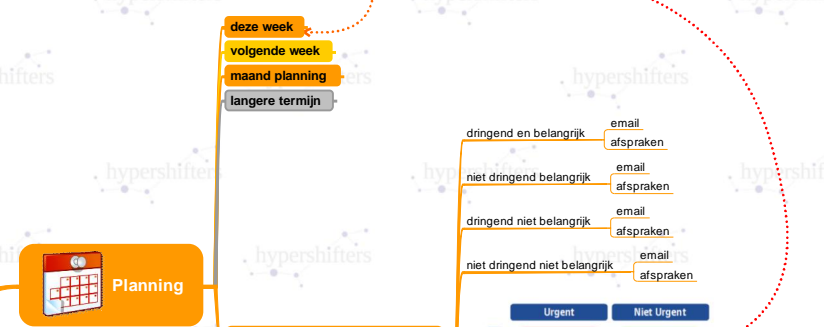 deze week
volgende week
maand planning
langere termijn
hypershifters
dringend en belangrijk
email
afspraken
niet dringend belangrijk
email
afspraken
dringend niet belangrijk
email
afspraken
niet dringend niet belangrijk
email
afspraken
hypershifters
Planning
Urgent
Niet Urgent